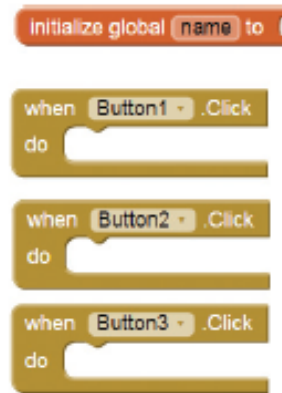 initialize global name to
when Button1 .Click
do
when Button2 .Click
do
when Button3 .Click
do